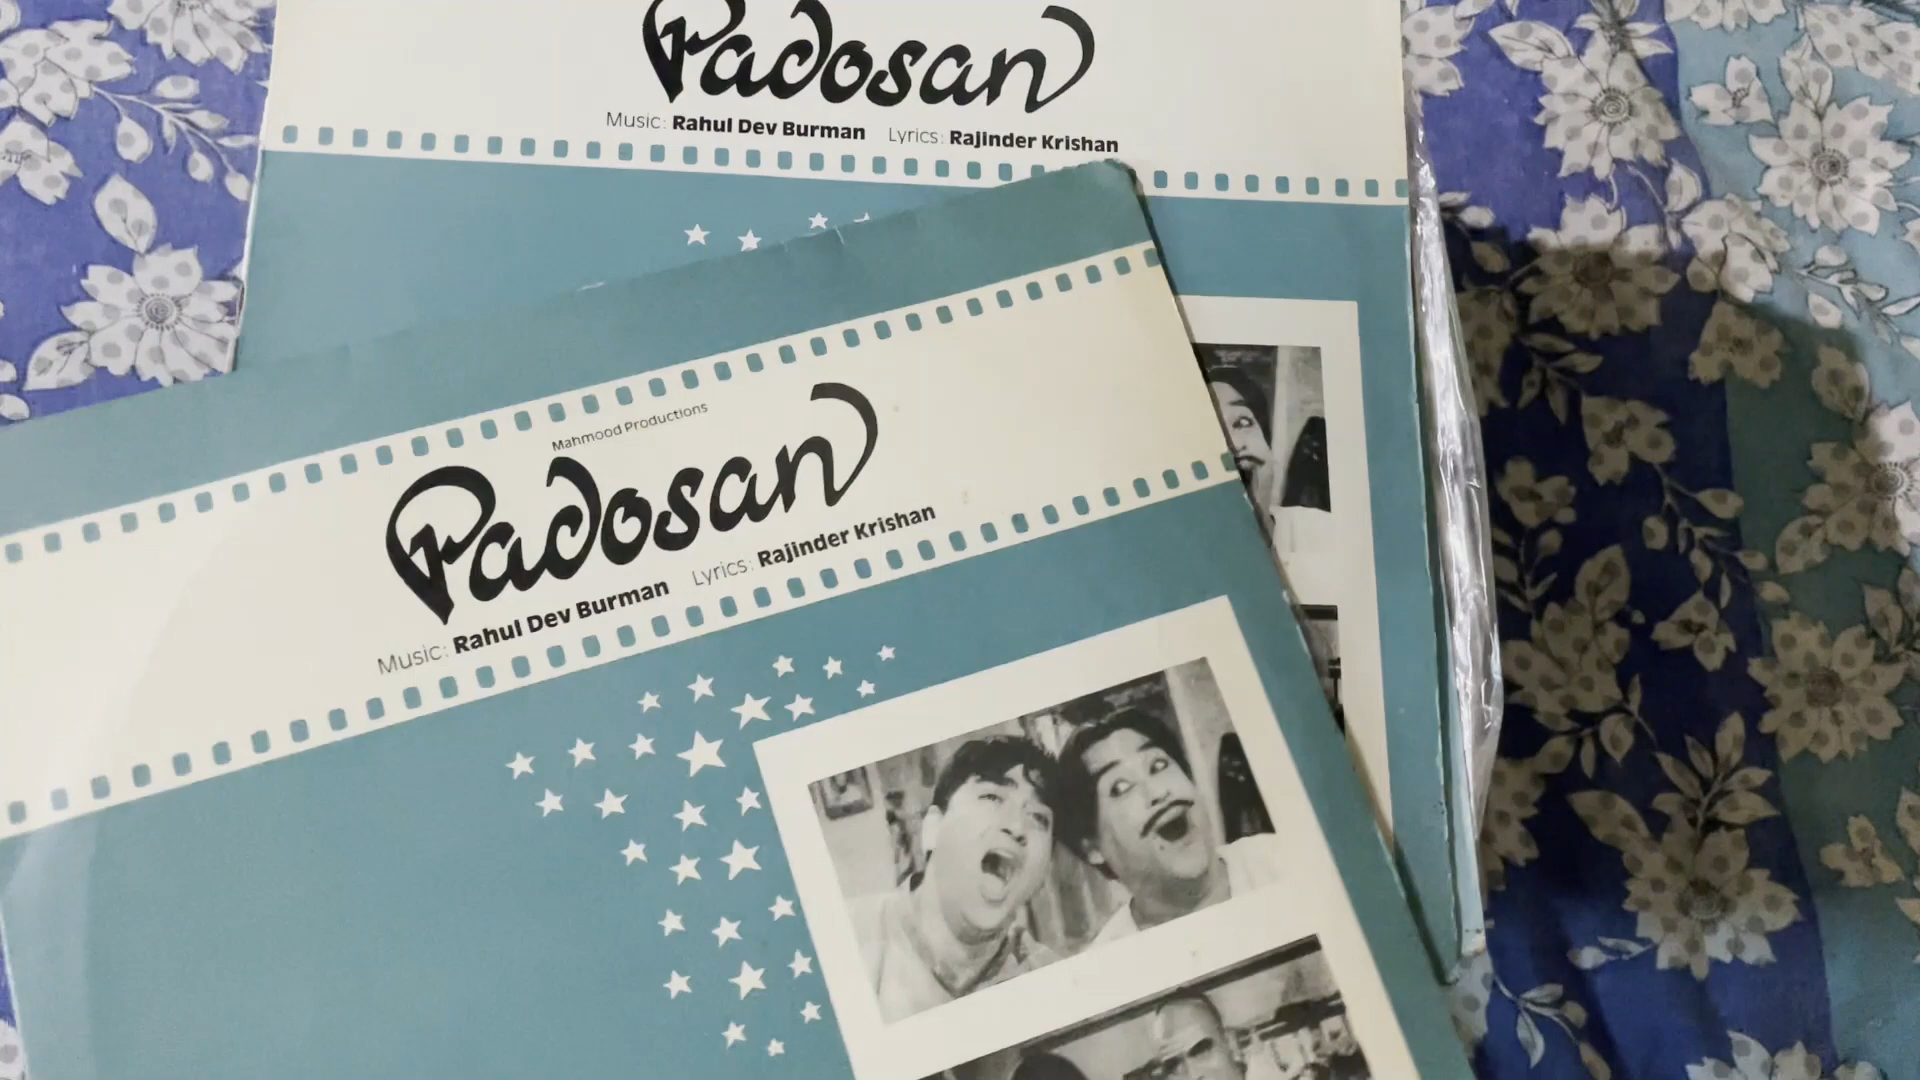 Padosan
Music: Rahul Dev Burman Lyrics: Rajinder Krishan
Mahmood Productions
Padosan
Music: Rahul Dev Burman Lyrics: Rajinder Krishan